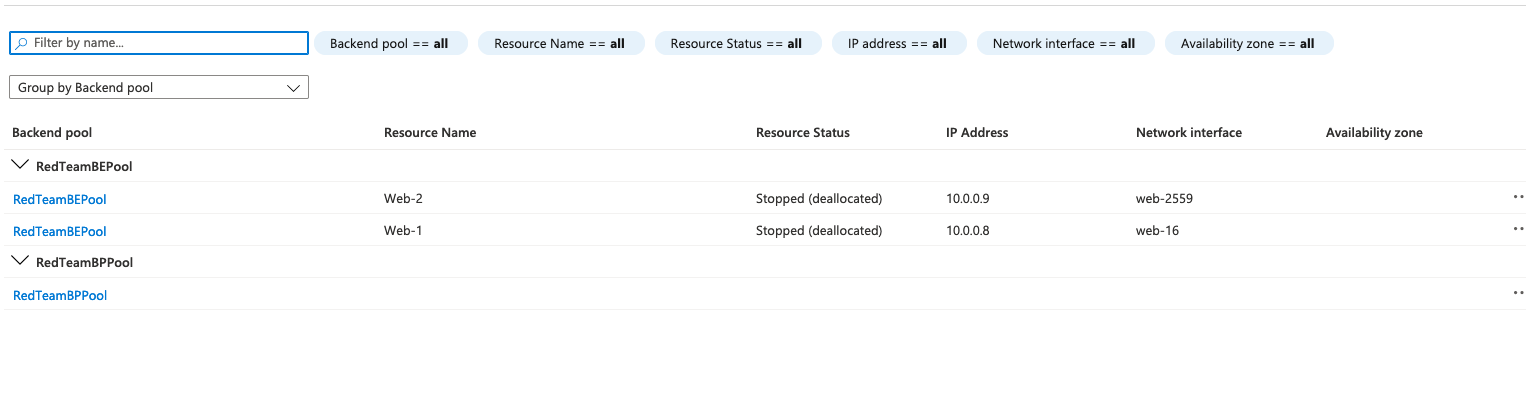 Filter by name...
Backend pool == all
Resource Name == all
Resource Status == all
IP address == all
Network interface == all
Availability zone == all
Group by Backend pool
Backend pool Resource Name Resource Status IP Address Network interface Availability zone
RedTeamBEPool
RedTeamBEPool Web-2 Stopped (deallocated) 10.0.0.9 web-2559
RedTeamBEPool Web-1 Stopped (deallocated) 10.0.0.8 web-16
RedTeamBPPool
RedTeamBPPool